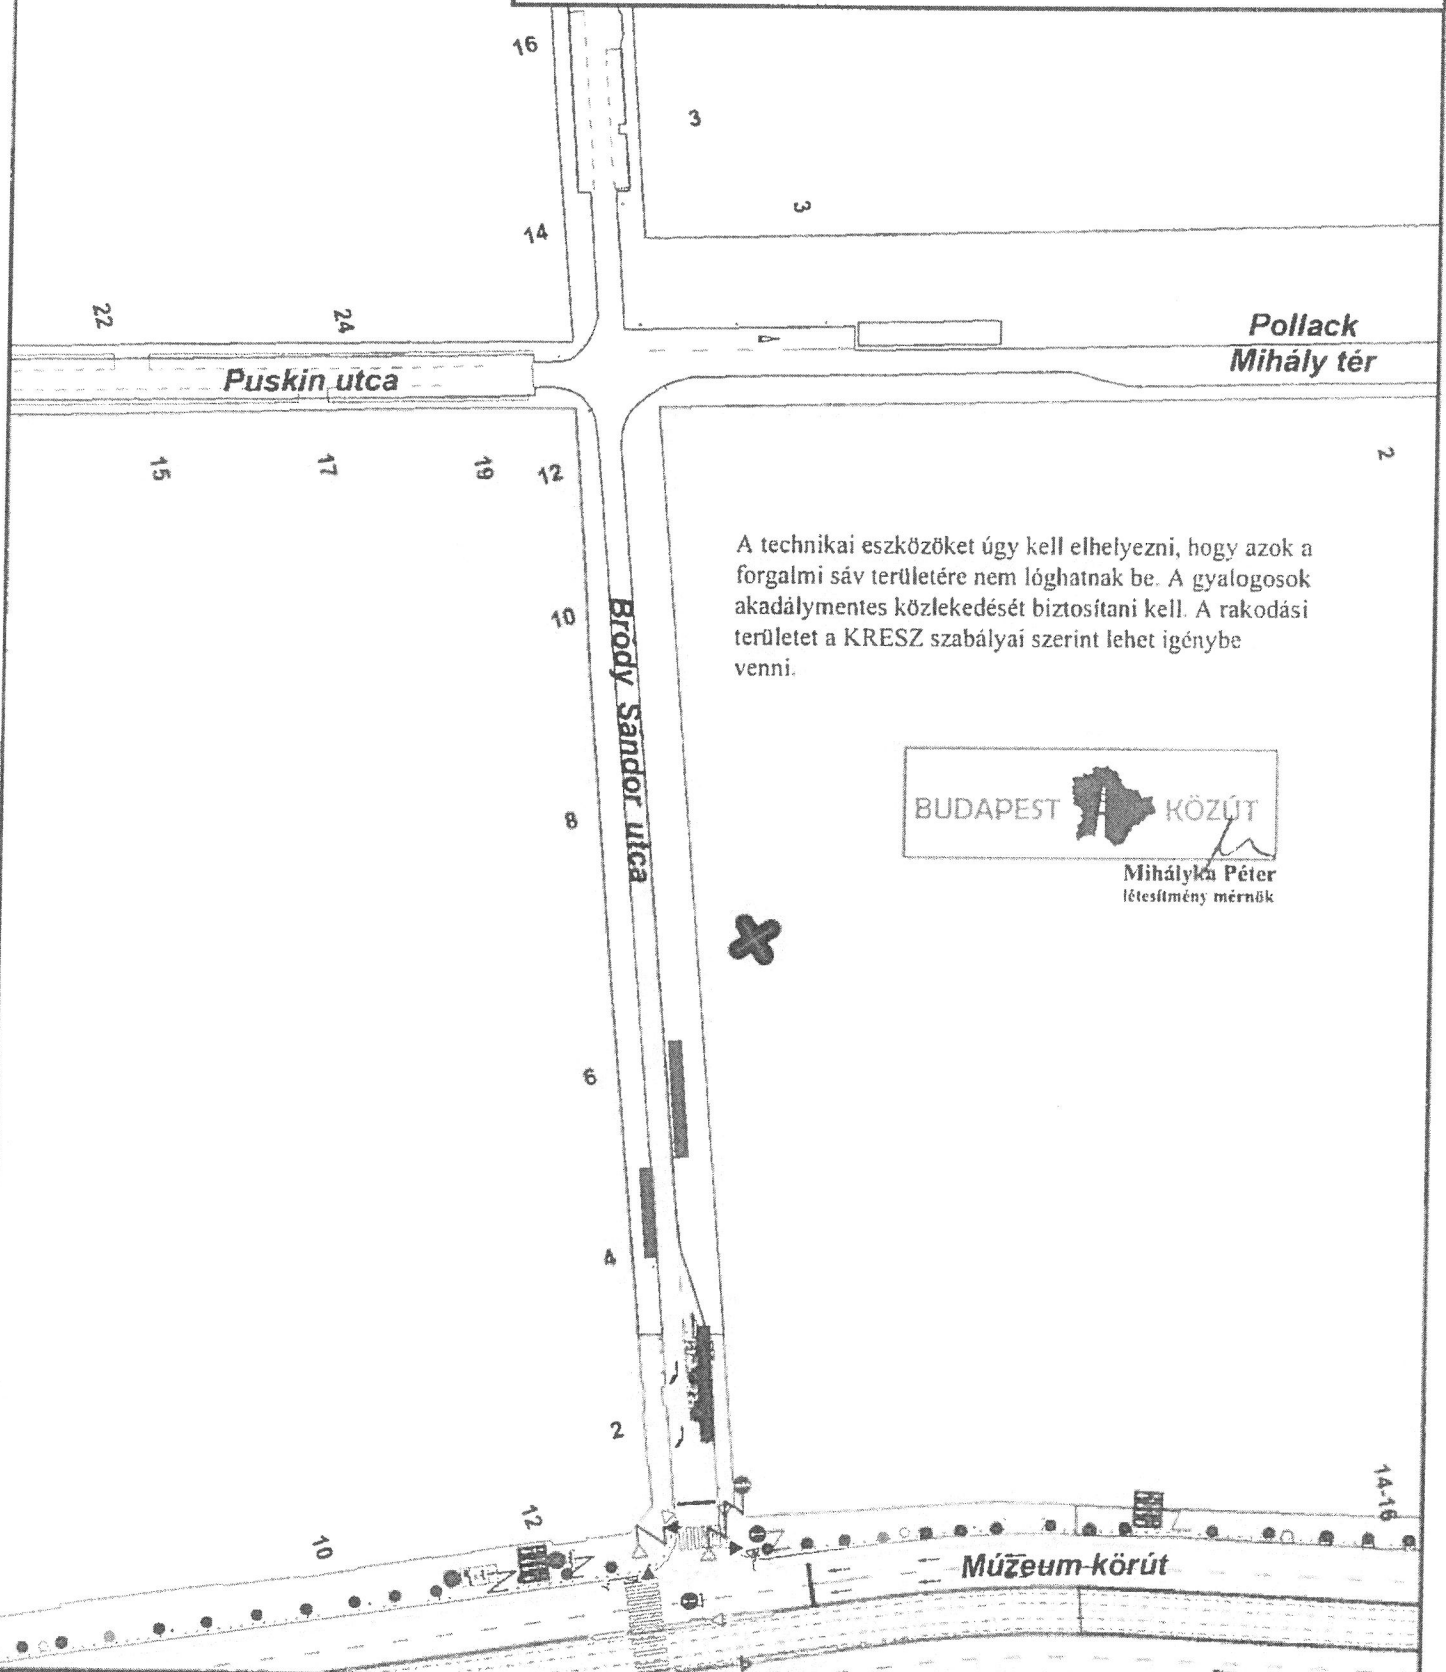 16
3
3
14
22
24
Pollack
Mihály tér
Puskin utca
15
17
19
12
2
A technikai eszközöket úgy kell elhelyezni, hogy azok a
forgalmi sáv területére nem lóghatnak be. A gyalogosok
akadálymentes közlekedését biztosítani kell. A rakodási
területet a KRESZ szabályai szerint lehet igénybe
venni.
10
Bródy Sándor utca
8
BUDAPEST KÖZÚT
Mihályka Péter
létesítmény mérnök
6
4
2
14-16
12
10
Múzeum körút